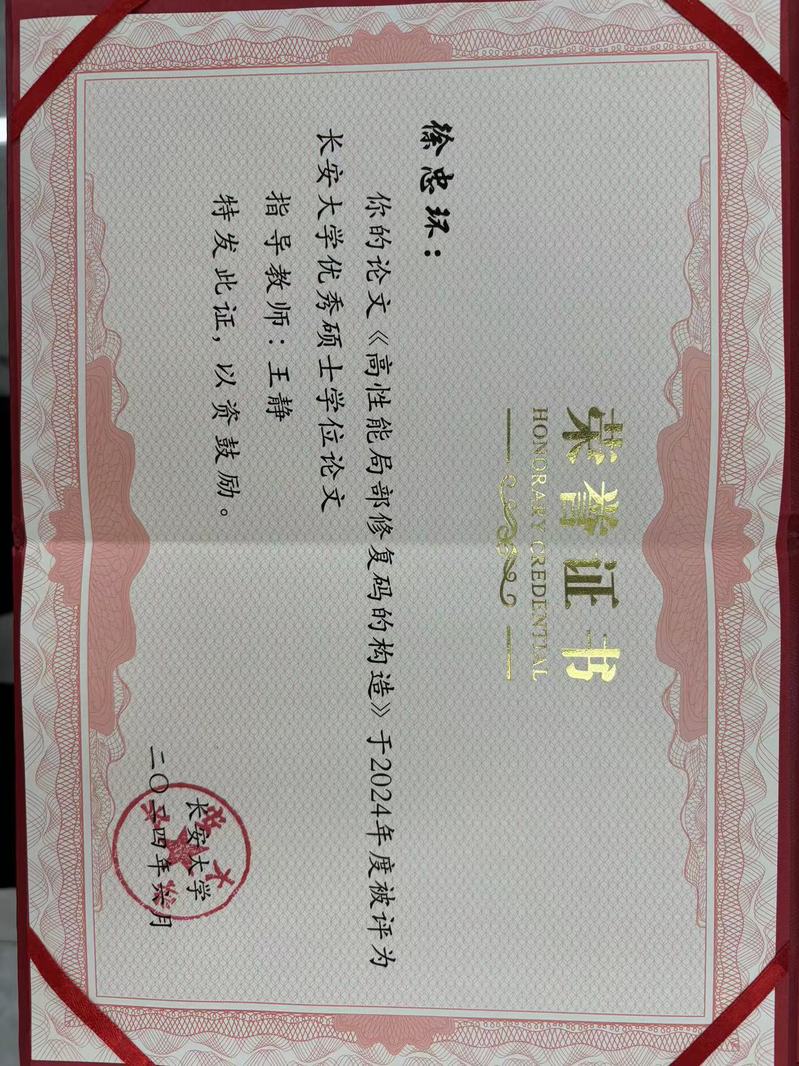 荣誉证书
HONORARY CREDENTIAL
徐忠环：
你的论文《高性能局部修复码的构造》于2024年度被评为
长安大学优秀硕士学位论文
指导教师：王静
特发此证，以资鼓励。
长安大学
二〇二四年六月